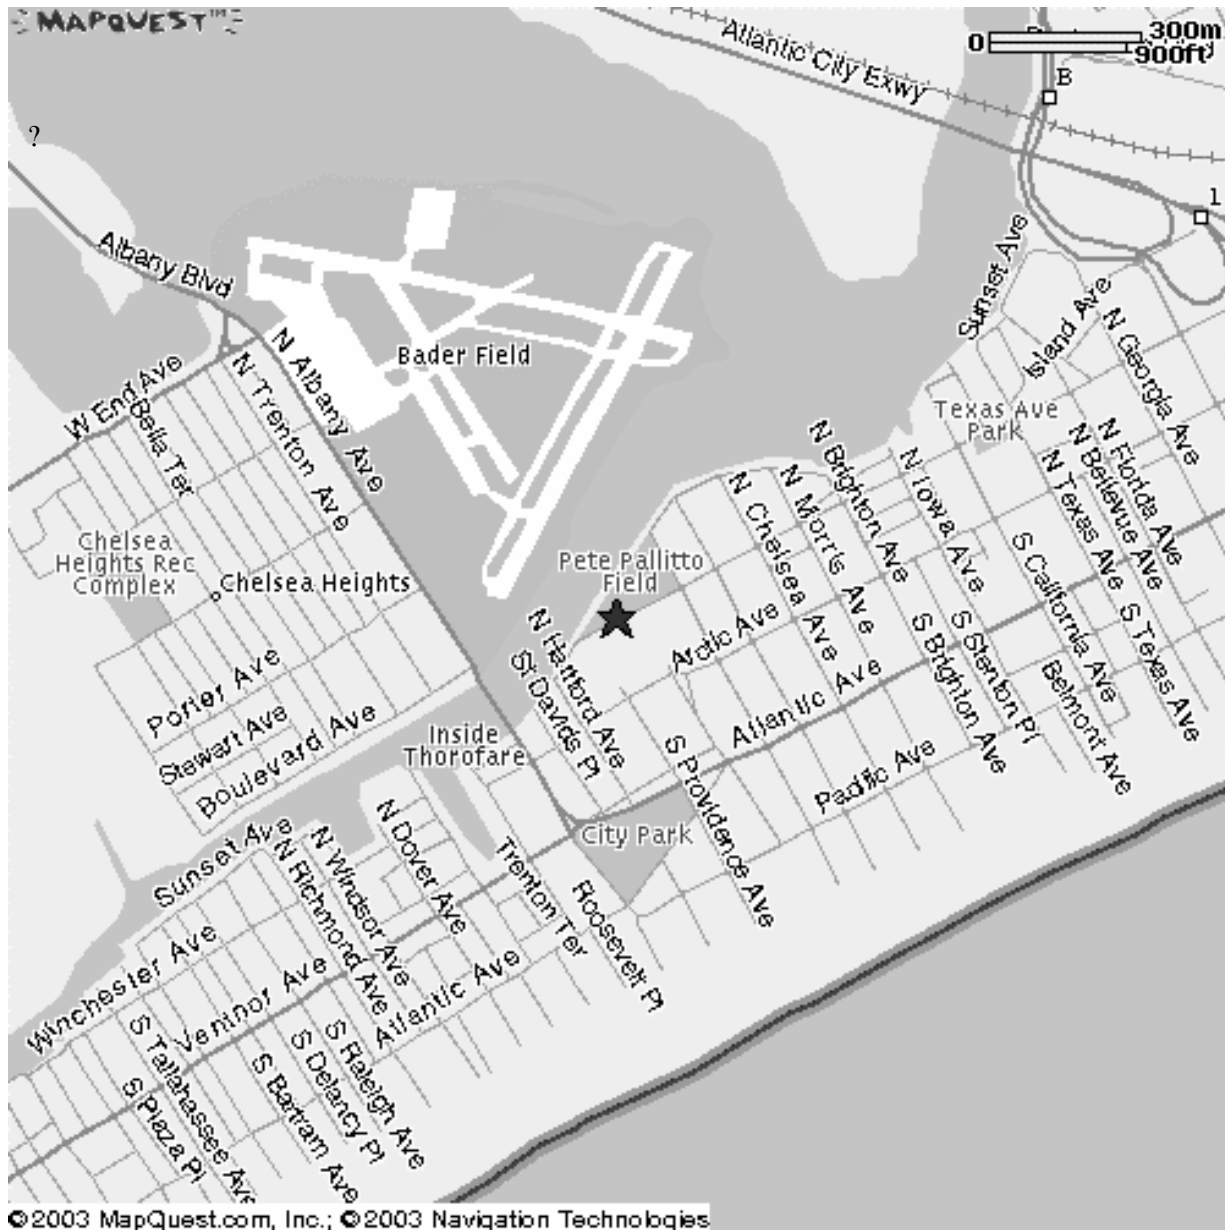 MAPQUEST™
Atlantic City Exwy
0
300m
900ft
B
?
1
Albany Blvd
Sunset Ave
Island Ave
N Georgia Ave
Bader Field
N Albany Ave
W End Ave
N Trenton Ave
Bella Ter
Texas Ave
Park
N Florida Ave
N Bellevue Ave
N Texas Ave
N Brighton Ave
N Iowa Ave
N Morris Ave
N Chelsea Ave
Chelsea
Heights Rec
Complex
Chelsea Heights
Pete Pallitto
Field
S California Ave
S Texas Ave
S Stenton Pl
S Brighton Ave
Belmont Ave
Arctic Ave
N Hartford Ave
St Davids Pl
Atlantic Ave
Porter Ave
Stewart Ave
Boulevard Ave
Inside
Thorofare
S Providence Ave
Pacific Ave
City Park
Sunset Ave
N Richmond Ave
N Windsor Ave
N Dover Ave
Trenton Ter
Roosevelt Pl
Winchester Ave
Ventnor Ave
Atlantic Ave
S Tallahassee Ave
S Plaza Pl
S Bartram Ave
S Delancy Pl
S Raleigh Ave
©2003 MapQuest.com, Inc.; ©2003 Navigation Technologies